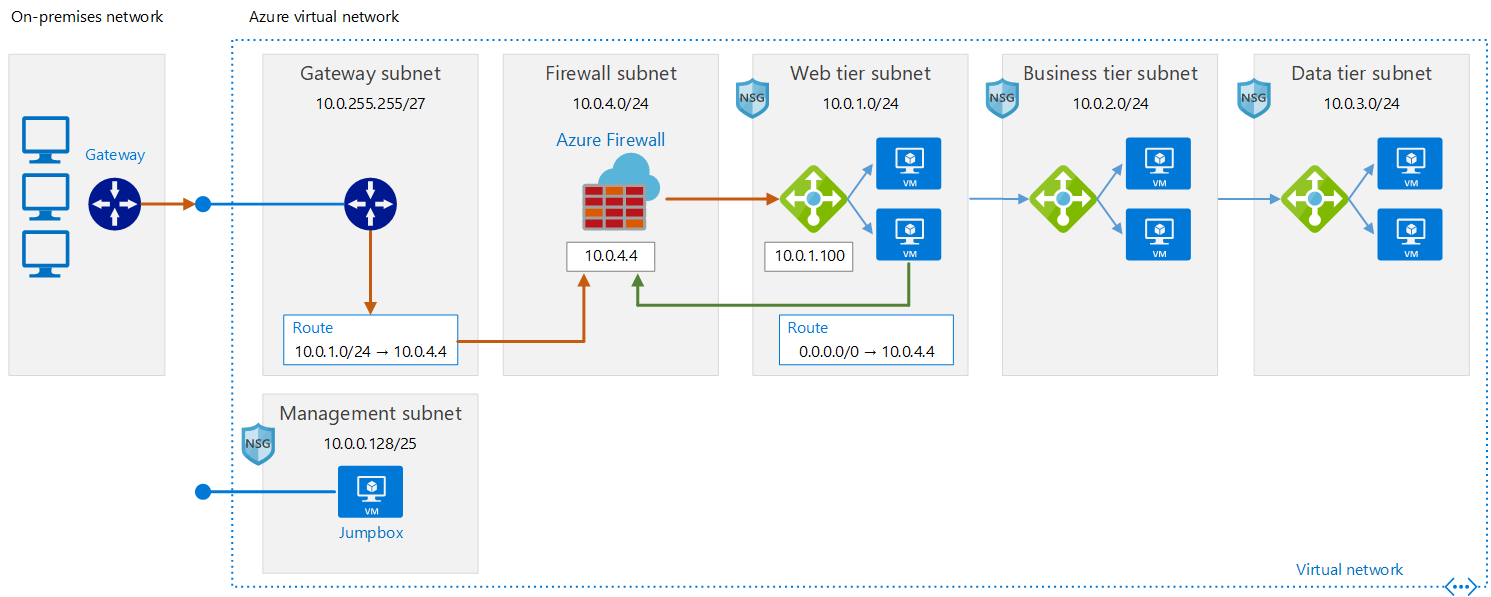 On-premises network
Azure virtual network
Gateway
Gateway subnet
10.0.255.255/27
Route
10.0.1.0/24 → 10.0.4.4
Firewall subnet
10.0.4.0/24
Azure Firewall
10.0.4.4
NSG
Web tier subnet
10.0.1.0/24
VM
VM
10.0.1.100
Route
0.0.0.0/0 → 10.0.4.4
NSG
Business tier subnet
10.0.2.0/24
VM
VM
NSG
Data tier subnet
10.0.3.0/24
VM
VM
NSG
Management subnet
10.0.0.128/25
VM
Jumpbox
Virtual network